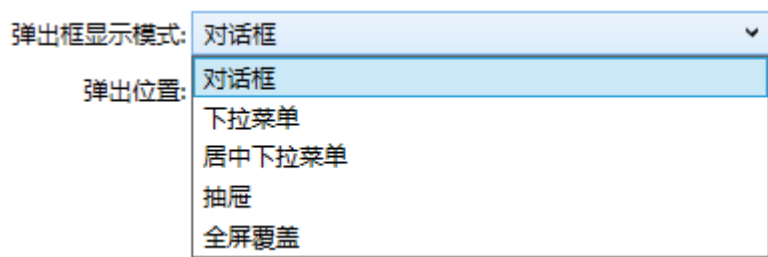 弹出框显示模式: 对话框
弹出位置: 对话框
下拉菜单
居中下拉菜单
抽屉
全屏覆盖